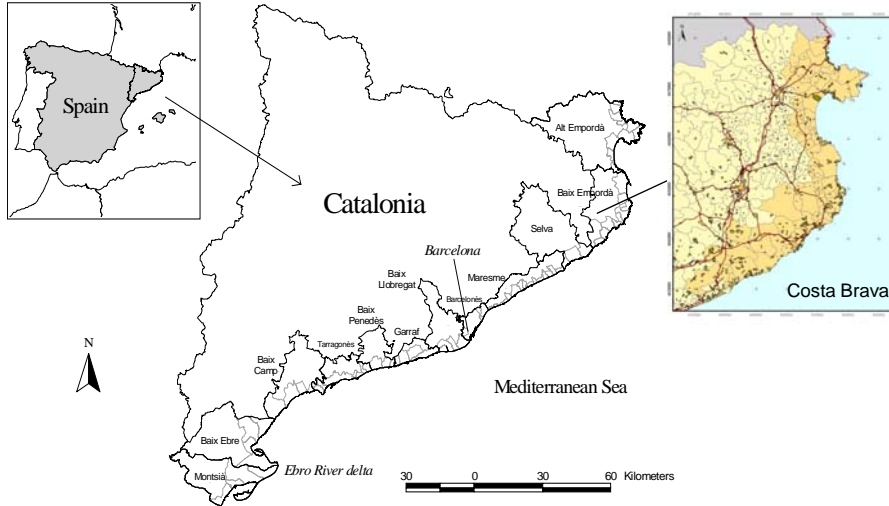 Spain
Catalonia
Alt Empordà
Baix Empordà
Selva
Barcelona
Maresme
Baix
Llobregat
Barcelonès
Baix
Penedès
Garraf
Tarragonès
Baix
Camp
Baix Ebre
Montsià
Ebro River delta
Mediterranean Sea
N
30 0 30 60 Kilometers
Costa Brava